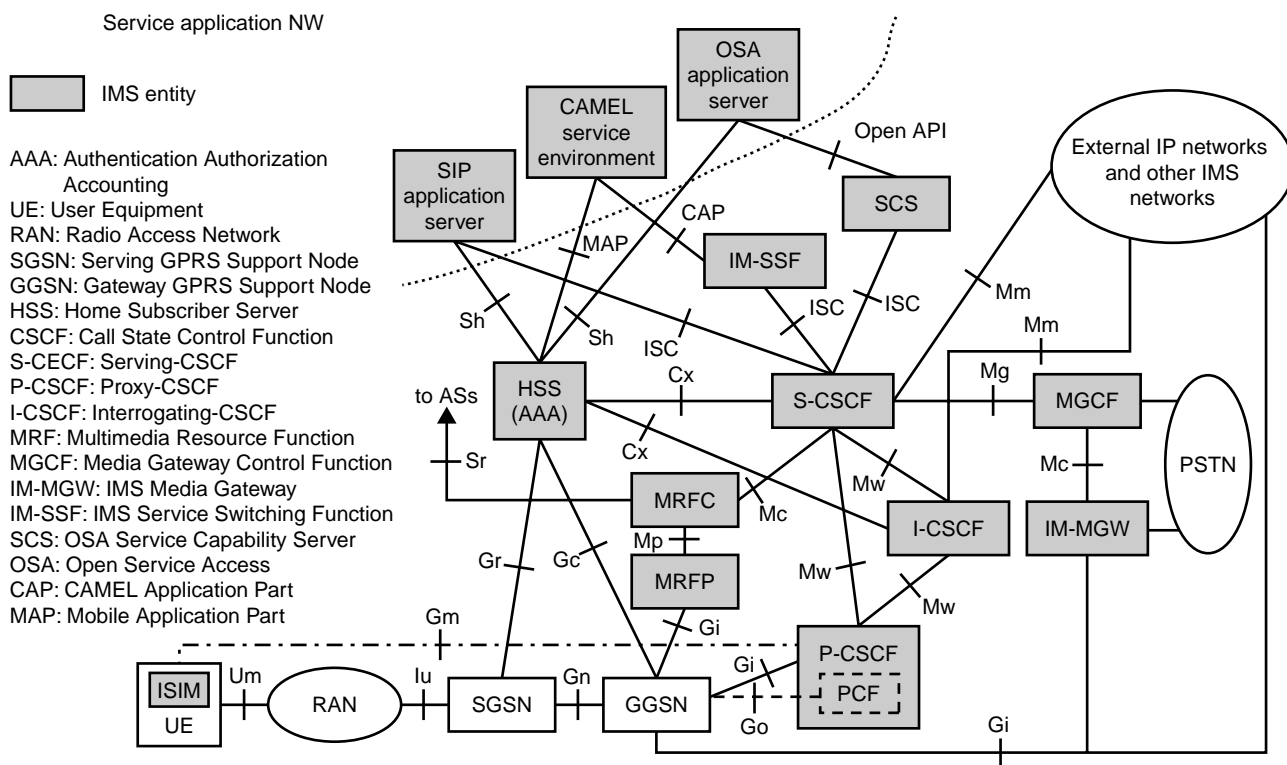 Service application NW
IMS entity
AAA: Authentication Authorization
Accounting
UE: User Equipment
RAN: Radio Access Network
SGSN: Serving GPRS Support Node
GGSN: Gateway GPRS Support Node
HSS: Home Subscriber Server
CSCF: Call State Control Function
S-CECF: Serving-CSCF
P-CSCF: Proxy-CSCF
I-CSCF: Interrogating-CSCF
MRF: Multimedia Resource Function
MGCF: Media Gateway Control Function
IM-MGW: IMS Media Gateway
IM-SSF: IMS Service Switching Function
SCS: OSA Service Capability Server
OSA: Open Service Access
CAP: CAMEL Application Part
MAP: Mobile Application Part
OSA
application
server
CAMEL
service
environment
SIP
application
server
Open API
External IP networks
and other IMS
networks
SCS
CAP
MAP
IM-SSF
Sh
Sh
ISC
ISC
ISC
Mm
Mm
HSS
(AAA)
Cx
S-CSCF
Mg
MGCF
to ASs
Sr
Cx
Mw
Mc
PSTN
MRFC
Mc
I-CSCF
IM-MGW
Mp
Gr
Gc
MRFP
Mw
Mw
Gm
Gi
P-CSCF
PCF
Gi
Go
ISIM
UE
Um
RAN
Iu
SGSN
Gn
GGSN
Gi